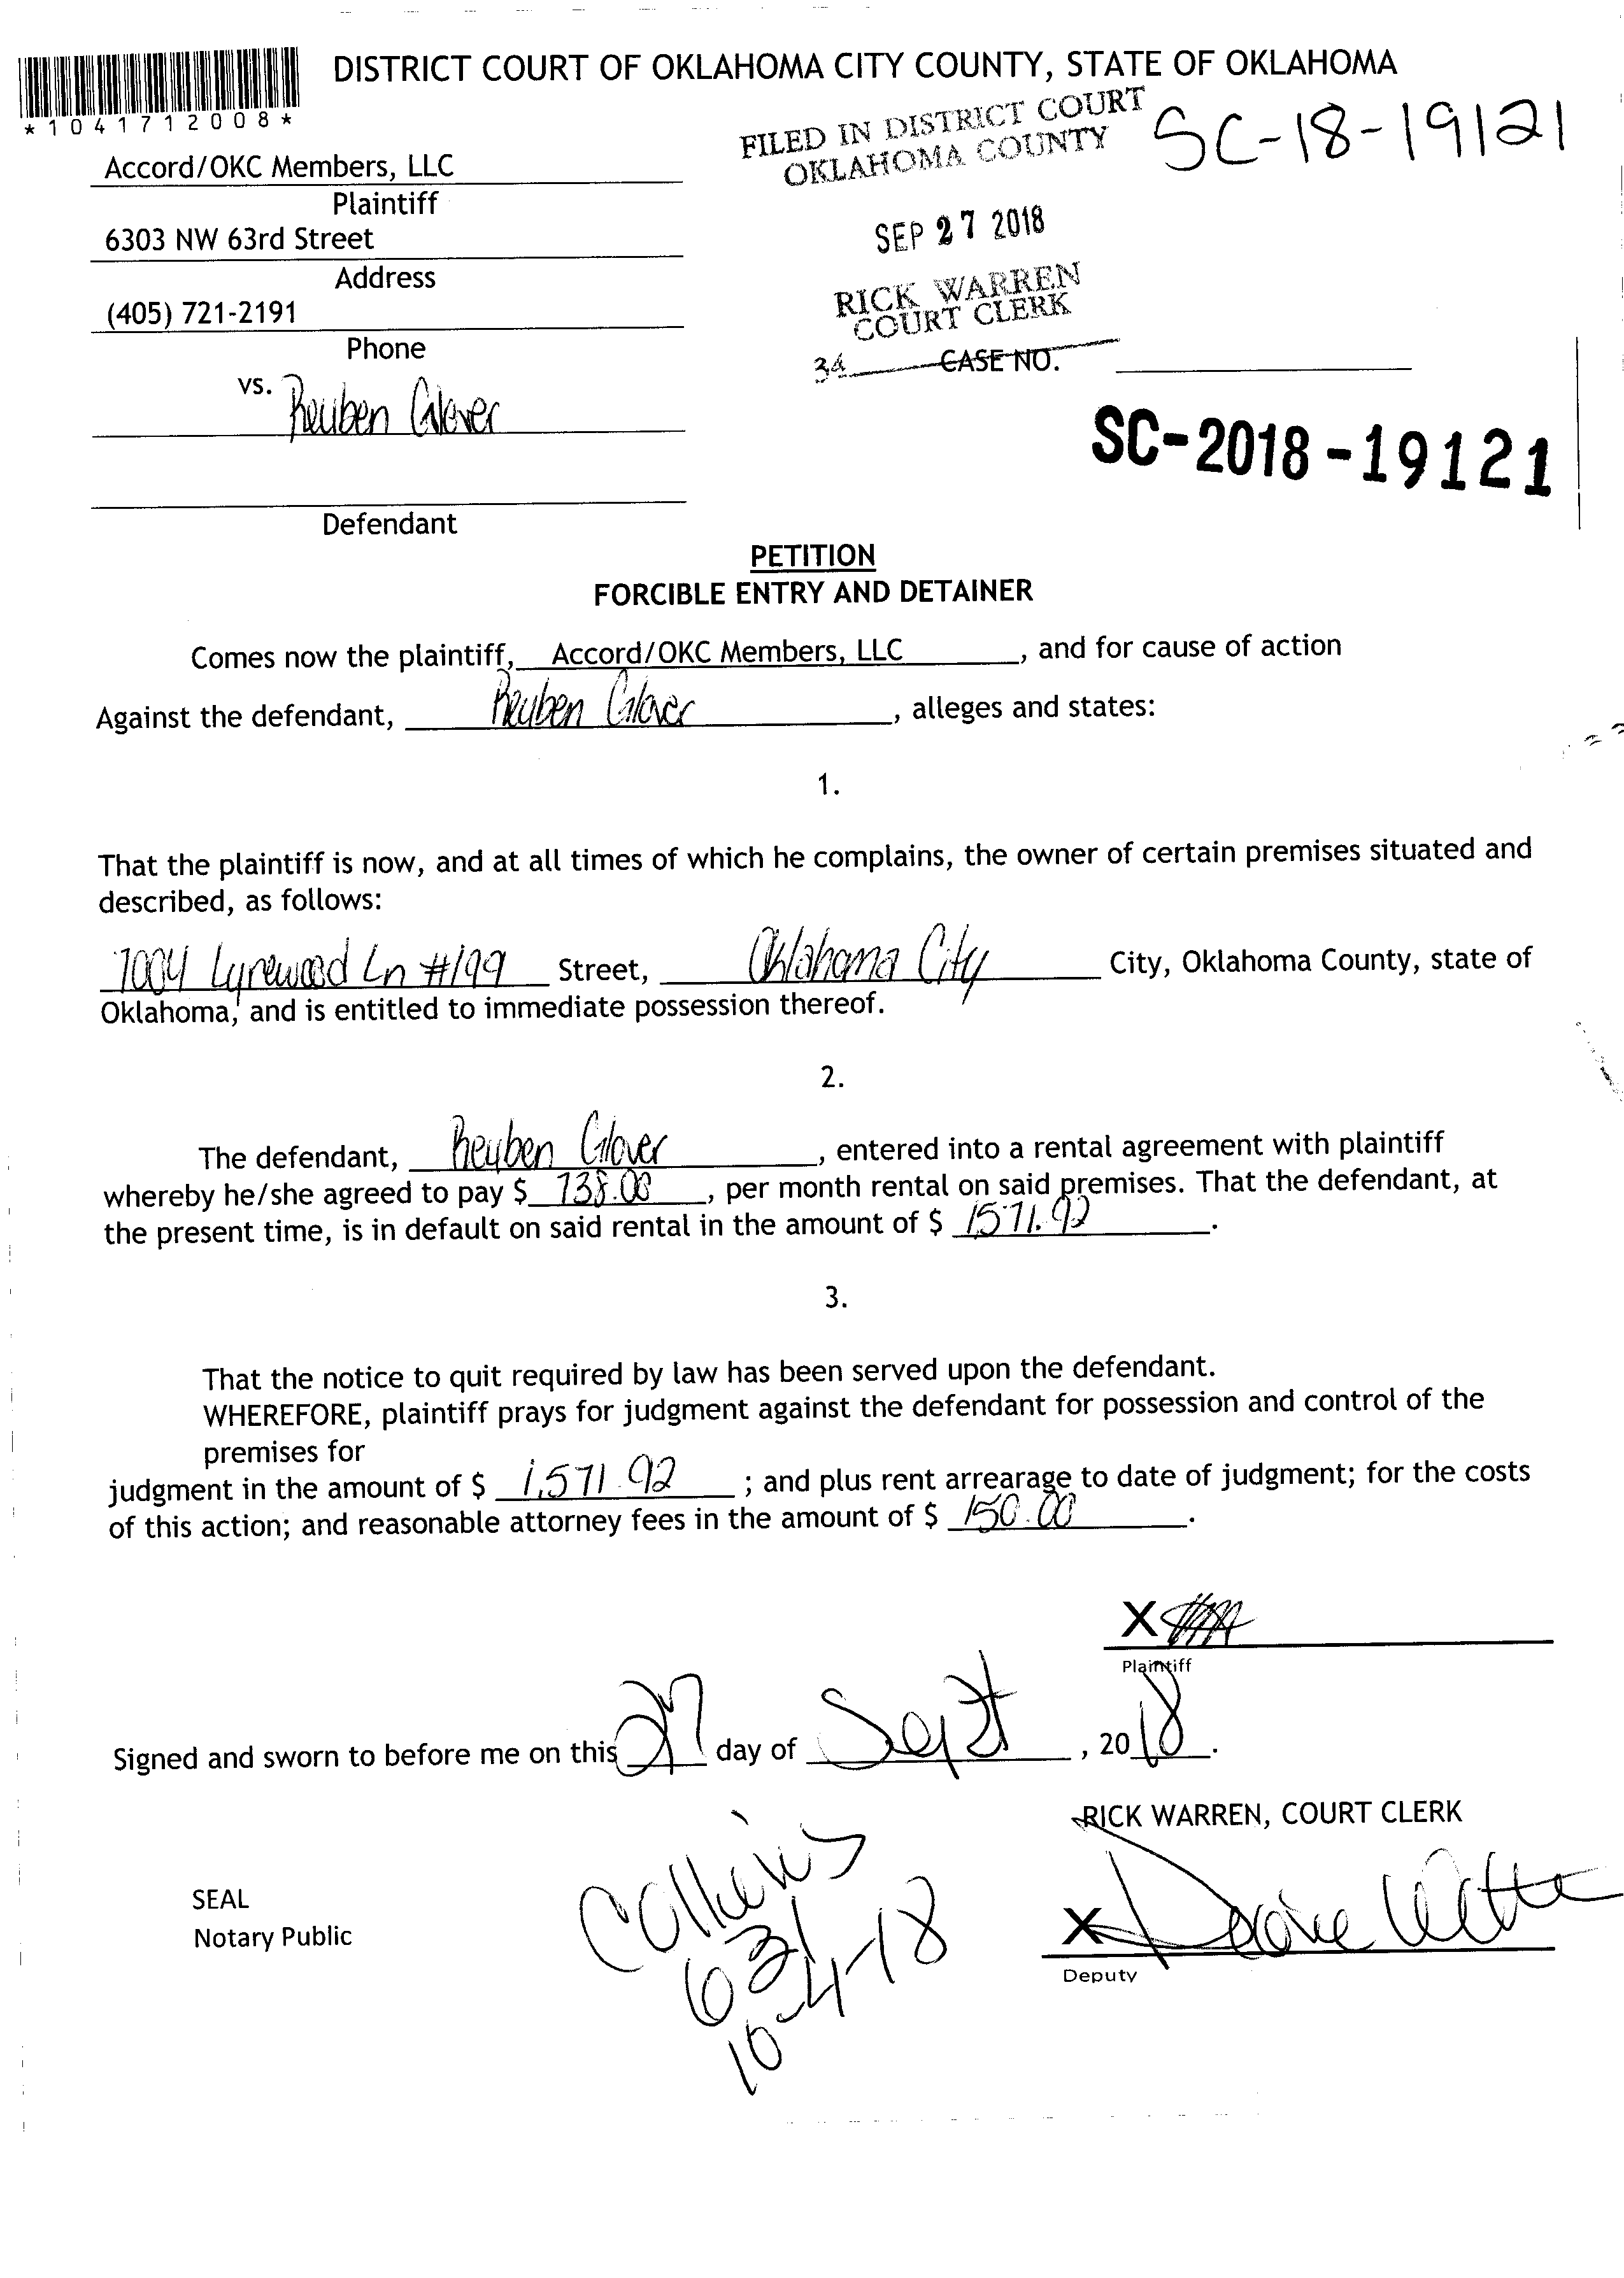 DISTRICT COURT OF OKLAHOMA CITY COUNTY, STATE OF OKLAHOMA
*1041712008*
FILED IN DISTRICT COURT
OKLAHOMA COUNTY
SC-18-19121
Accord/OKC Members, LLC
Plaintiff
6303 NW 63rd Street
SEP 27 2018
Address
(405) 721-2191
RICK WARREN
COURT CLERK
Phone
34 CASE NO.
vs. Reuben Glover
SC-2018-19121
Defendant
PETITION
FORCIBLE ENTRY AND DETAINER
Comes now the plaintiff, Accord/OKC Members, LLC, and for cause of action
Against the defendant, Reuben Glover, alleges and states:
1.
That the plaintiff is now, and at all times of which he complains, the owner of certain premises situated and
described, as follows:
7004 Lyrewood Ln #199 Street, Oklahoma City City, Oklahoma County, state of
Oklahoma, and is entitled to immediate possession thereof.
2.
The defendant, Reuben Glover, entered into a rental agreement with plaintiff
whereby he/she agreed to pay $ 738.00, per month rental on said premises. That the defendant, at
the present time, is in default on said rental in the amount of $ 1571.92.
3.
That the notice to quit required by law has been served upon the defendant.
WHEREFORE, plaintiff prays for judgment against the defendant for possession and control of the
premises for
judgment in the amount of $ 1,571.92; and plus rent arrearage to date of judgment; for the costs
of this action; and reasonable attorney fees in the amount of $ 150.00.
X
Plaintiff
Signed and sworn to before me on this 27 day of Sept, 2018.
RICK WARREN, COURT CLERK
SEAL
Notary Public
Collins
631
10-4-18
X
Deputy